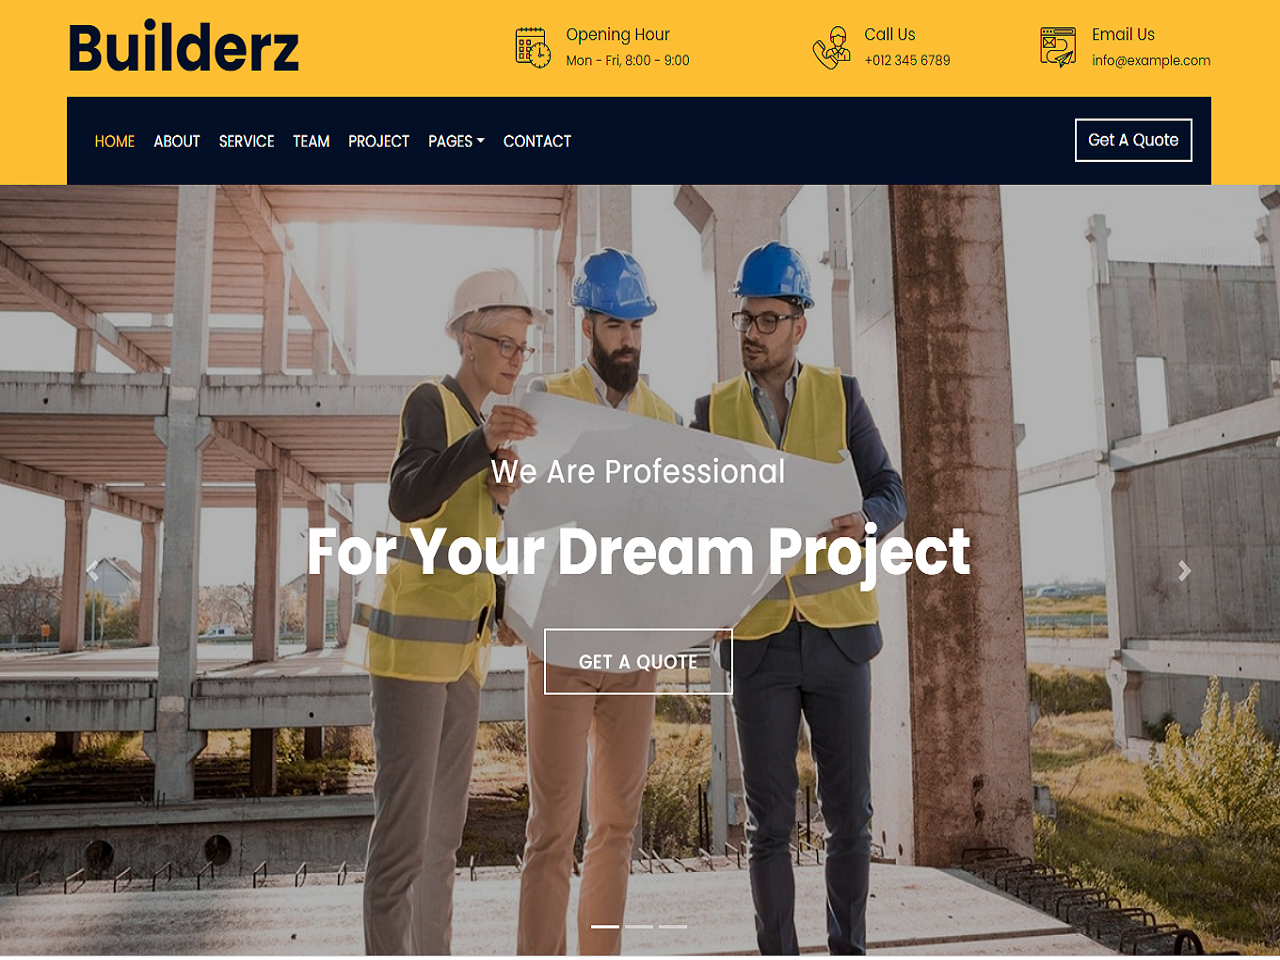 Builderz
Opening Hour
Mon - Fri, 8:00 - 9:00
Call Us
+012 345 6789
Email Us
info@example.com
HOME ABOUT SERVICE TEAM PROJECT PAGES CONTACT
Get A Quote
We Are Professional
For Your Dream Project
GET A QUOTE